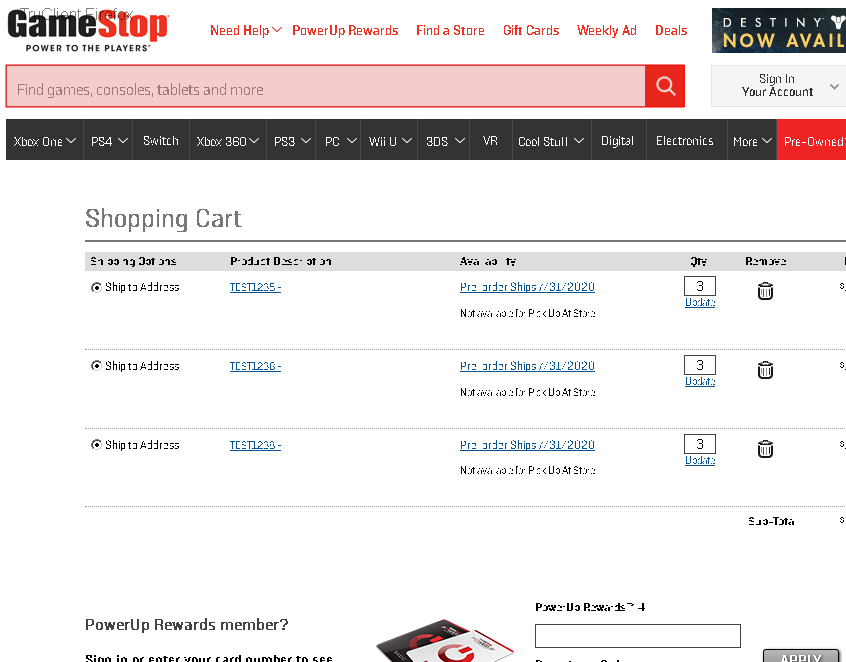 TruClient Firefox
GameStop
POWER TO THE PLAYERS
Need Help PowerUp Rewards Find a Store Gift Cards Weekly Ad Deals
DESTINY
NOW AVAIL
Find games, consoles, tablets and more
Sign In
Your Account
Xbox One PS4 Switch Xbox 360 PS3 PC Wii U 3DS VR Cool Stuff Digital Electronics More Pre-Owned
Shopping Cart
Shipping Options Product Description Availability Qty Remove
Ship to Address TEST1235 - Pre-order Ships 7/31/2020 3
Update
Not available for Pick Up At Store
Ship to Address TEST1236 - Pre-order Ships 7/31/2020 3
Update
Not available for Pick Up At Store
Ship to Address TEST1238 - Pre-order Ships 7/31/2020 3
Update
Not available for Pick Up At Store
Sub-Total
PowerUp Rewards™ #
PowerUp Rewards member?
Sign in or enter your card number to see
APPLY